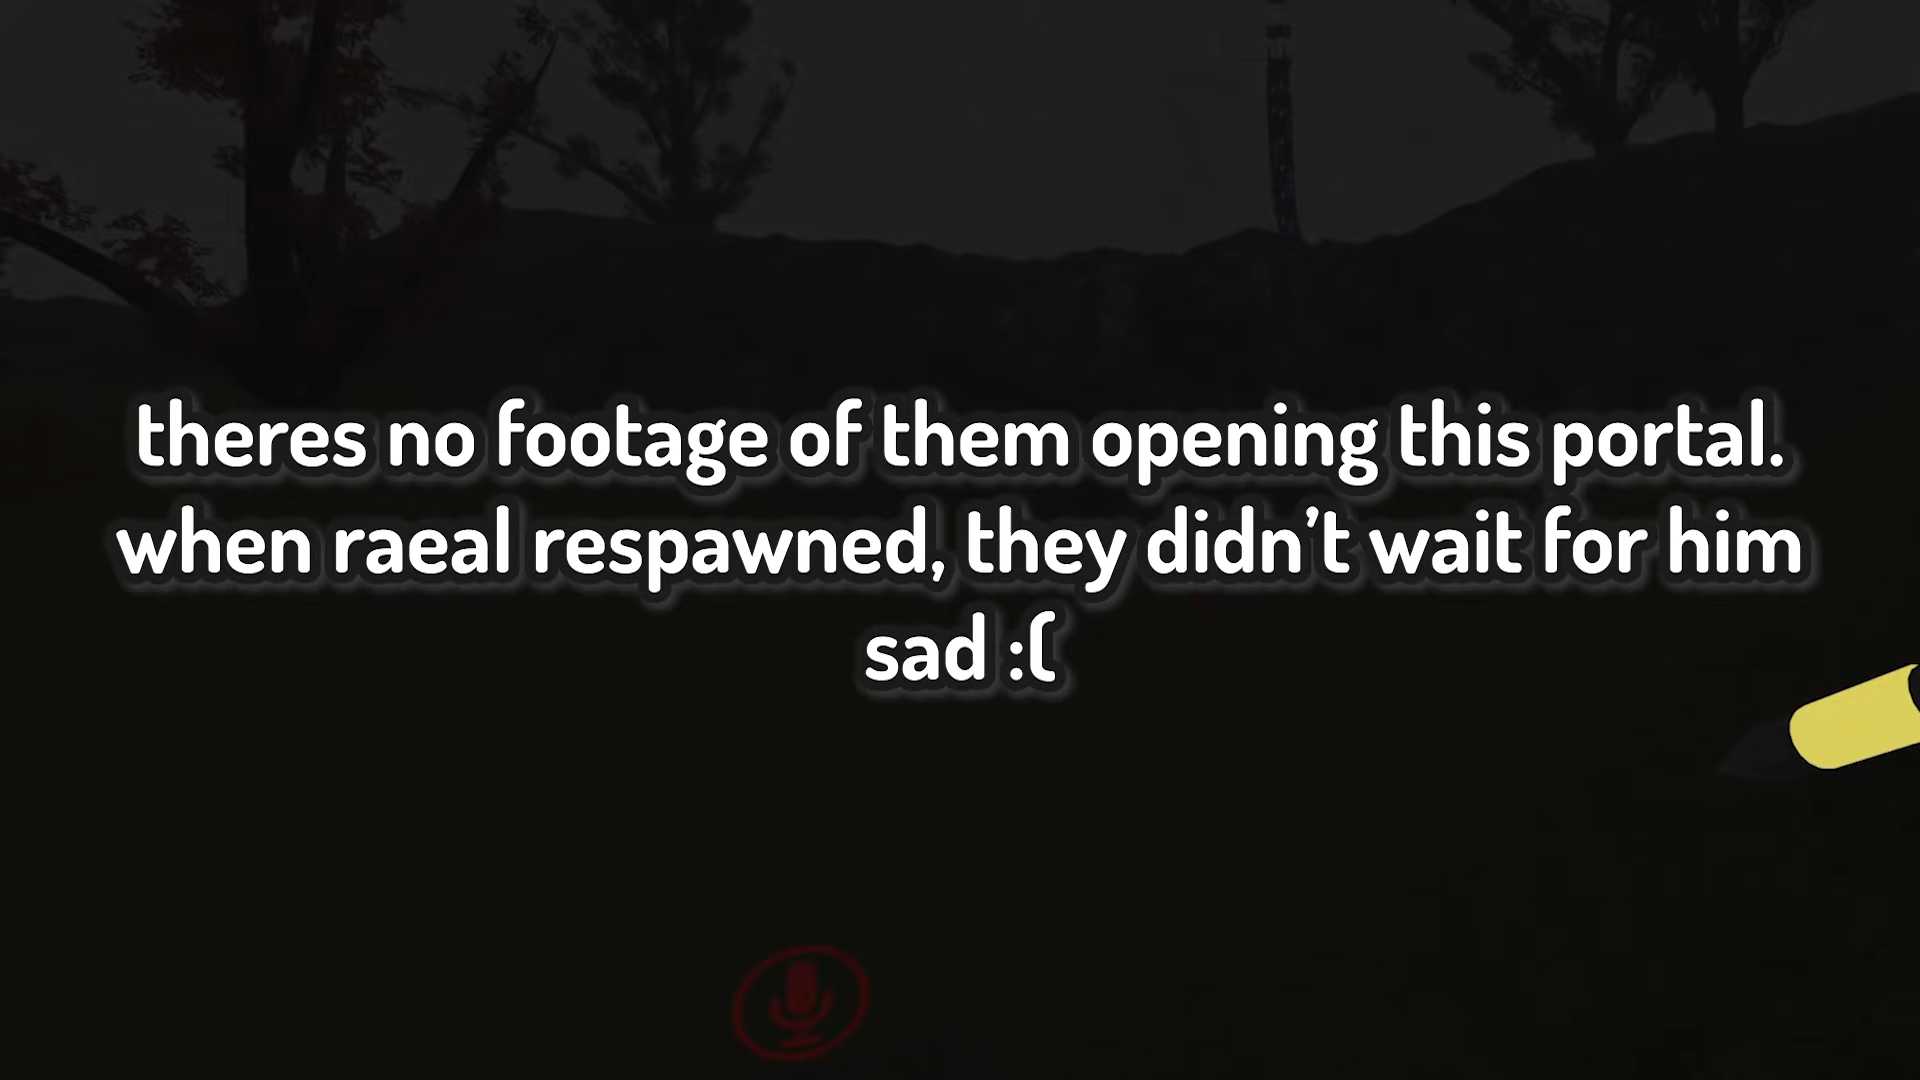 theres no footage of them opening this portal.
when raeal respawned, they didn't wait for him
sad :(